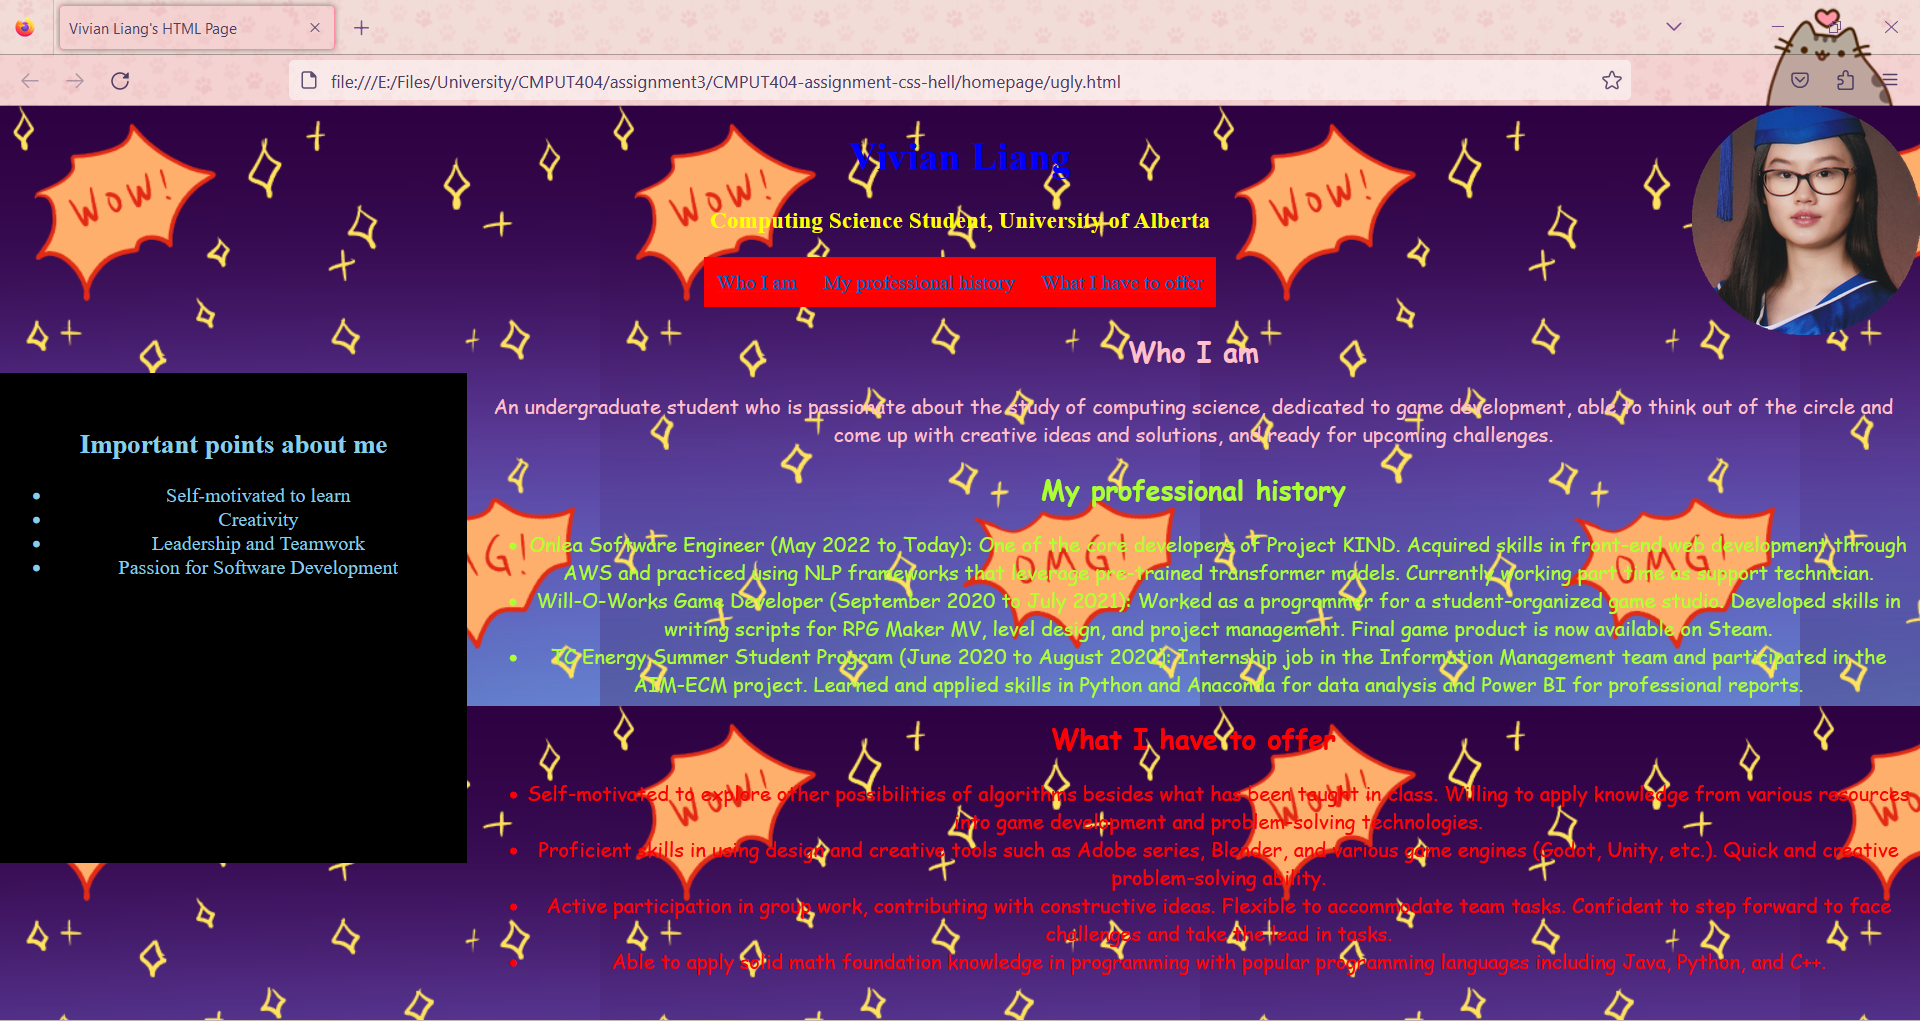 Vivian Liang's HTML Page
file:///E:/Files/University/CMPUT404/assignment3/CMPUT404-assignment-css-hell/homepage/ugly.html
WOW!
WOW!
WOW!
Vivian Liang
Computing Science Student, University of Alberta
Who I am
My professional history
What I have to offer
Important points about me
• Self-motivated to learn
• Creativity
• Leadership and Teamwork
• Passion for Software Development
Who I am
An undergraduate student who is passionate about the study of computing science, dedicated to game development, able to think out of the circle and
come up with creative ideas and solutions, and ready for upcoming challenges.
My professional history
• Onlea Software Engineer (May 2022 to Today): One of the core developers of Project KIND. Acquired skills in front-end web development through
AWS and practiced using NLP frameworks that leverage pre-trained transformer models. Currently working part time as support technician.
• Will-O-Works Game Developer (September 2020 to July 2021): Worked as a programmer for a student-organized game studio. Developed skills in
writing scripts for RPG Maker MV, level design, and project management. Final game product is now available on Steam.
• TC Energy Summer Student Program (June 2020 to August 2020): Internship job in the Information Management team and participated in the
AIM-ECM project. Learned and applied skills in Python and Anaconda for data analysis and Power BI for professional reports.
OMG!
OMG!
What I have to offer
• Self-motivated to explore other possibilities of algorithms besides what has been taught in class. Willing to apply knowledge from various resources
into game development and problem-solving technologies.
• Proficient skills in using design and creative tools such as Adobe series, Blender, and various game engines (Godot, Unity, etc.). Quick and creative
problem-solving ability.
• Active participation in group work, contributing with constructive ideas. Flexible to accommodate team tasks. Confident to step forward to face
challenges and take the lead in tasks.
• Able to apply solid math foundation knowledge in programming with popular programming languages including Java, Python, and C++.
WOW!
WOW!